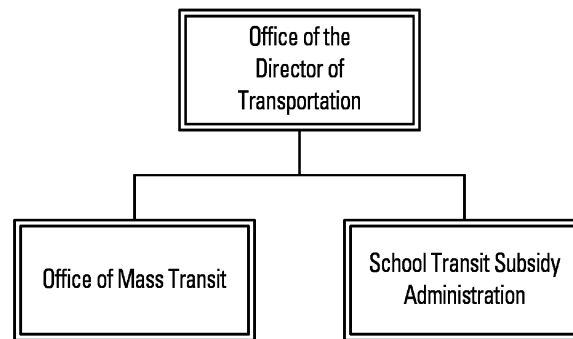 Office of the
Director of
Transportation
Office of Mass Transit
School Transit Subsidy
Administration